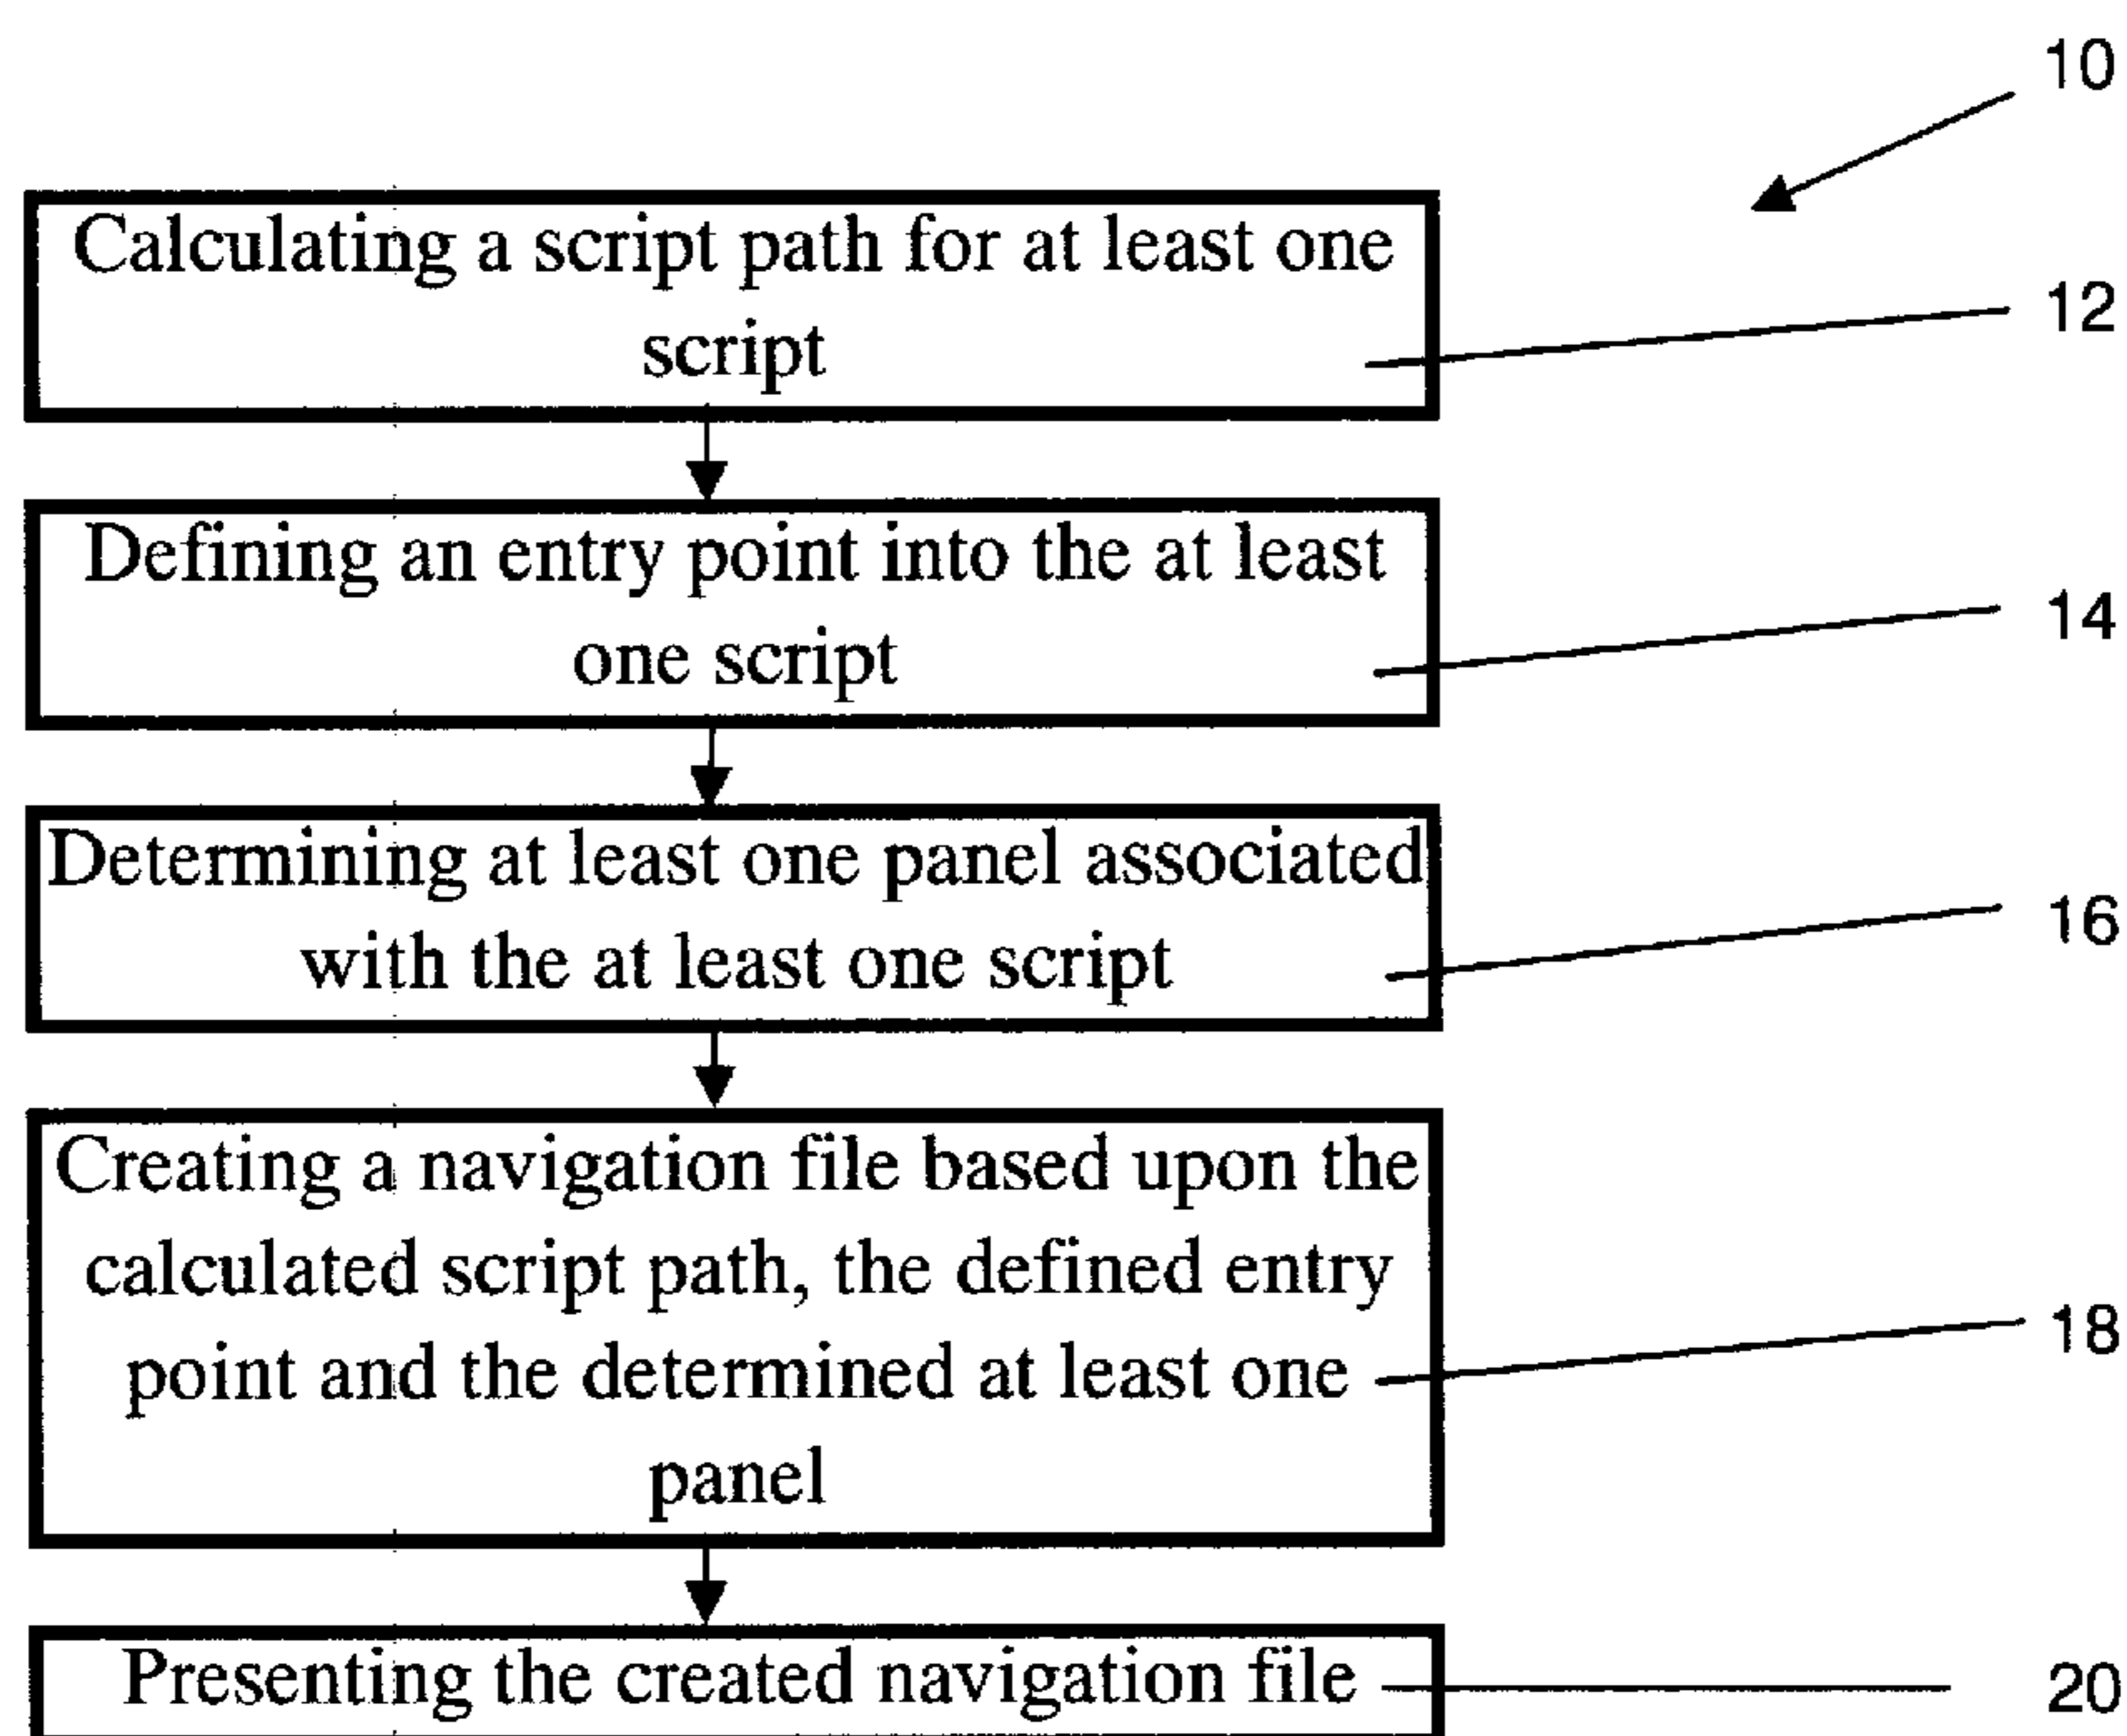 10
Calculating a script path for at least one
script
12
Defining an entry point into the at least
one script
14
Determining at least one panel associated
with the at least one script
16
Creating a navigation file based upon the
calculated script path, the defined entry
point and the determined at least one
panel
18
Presenting the created navigation file
20